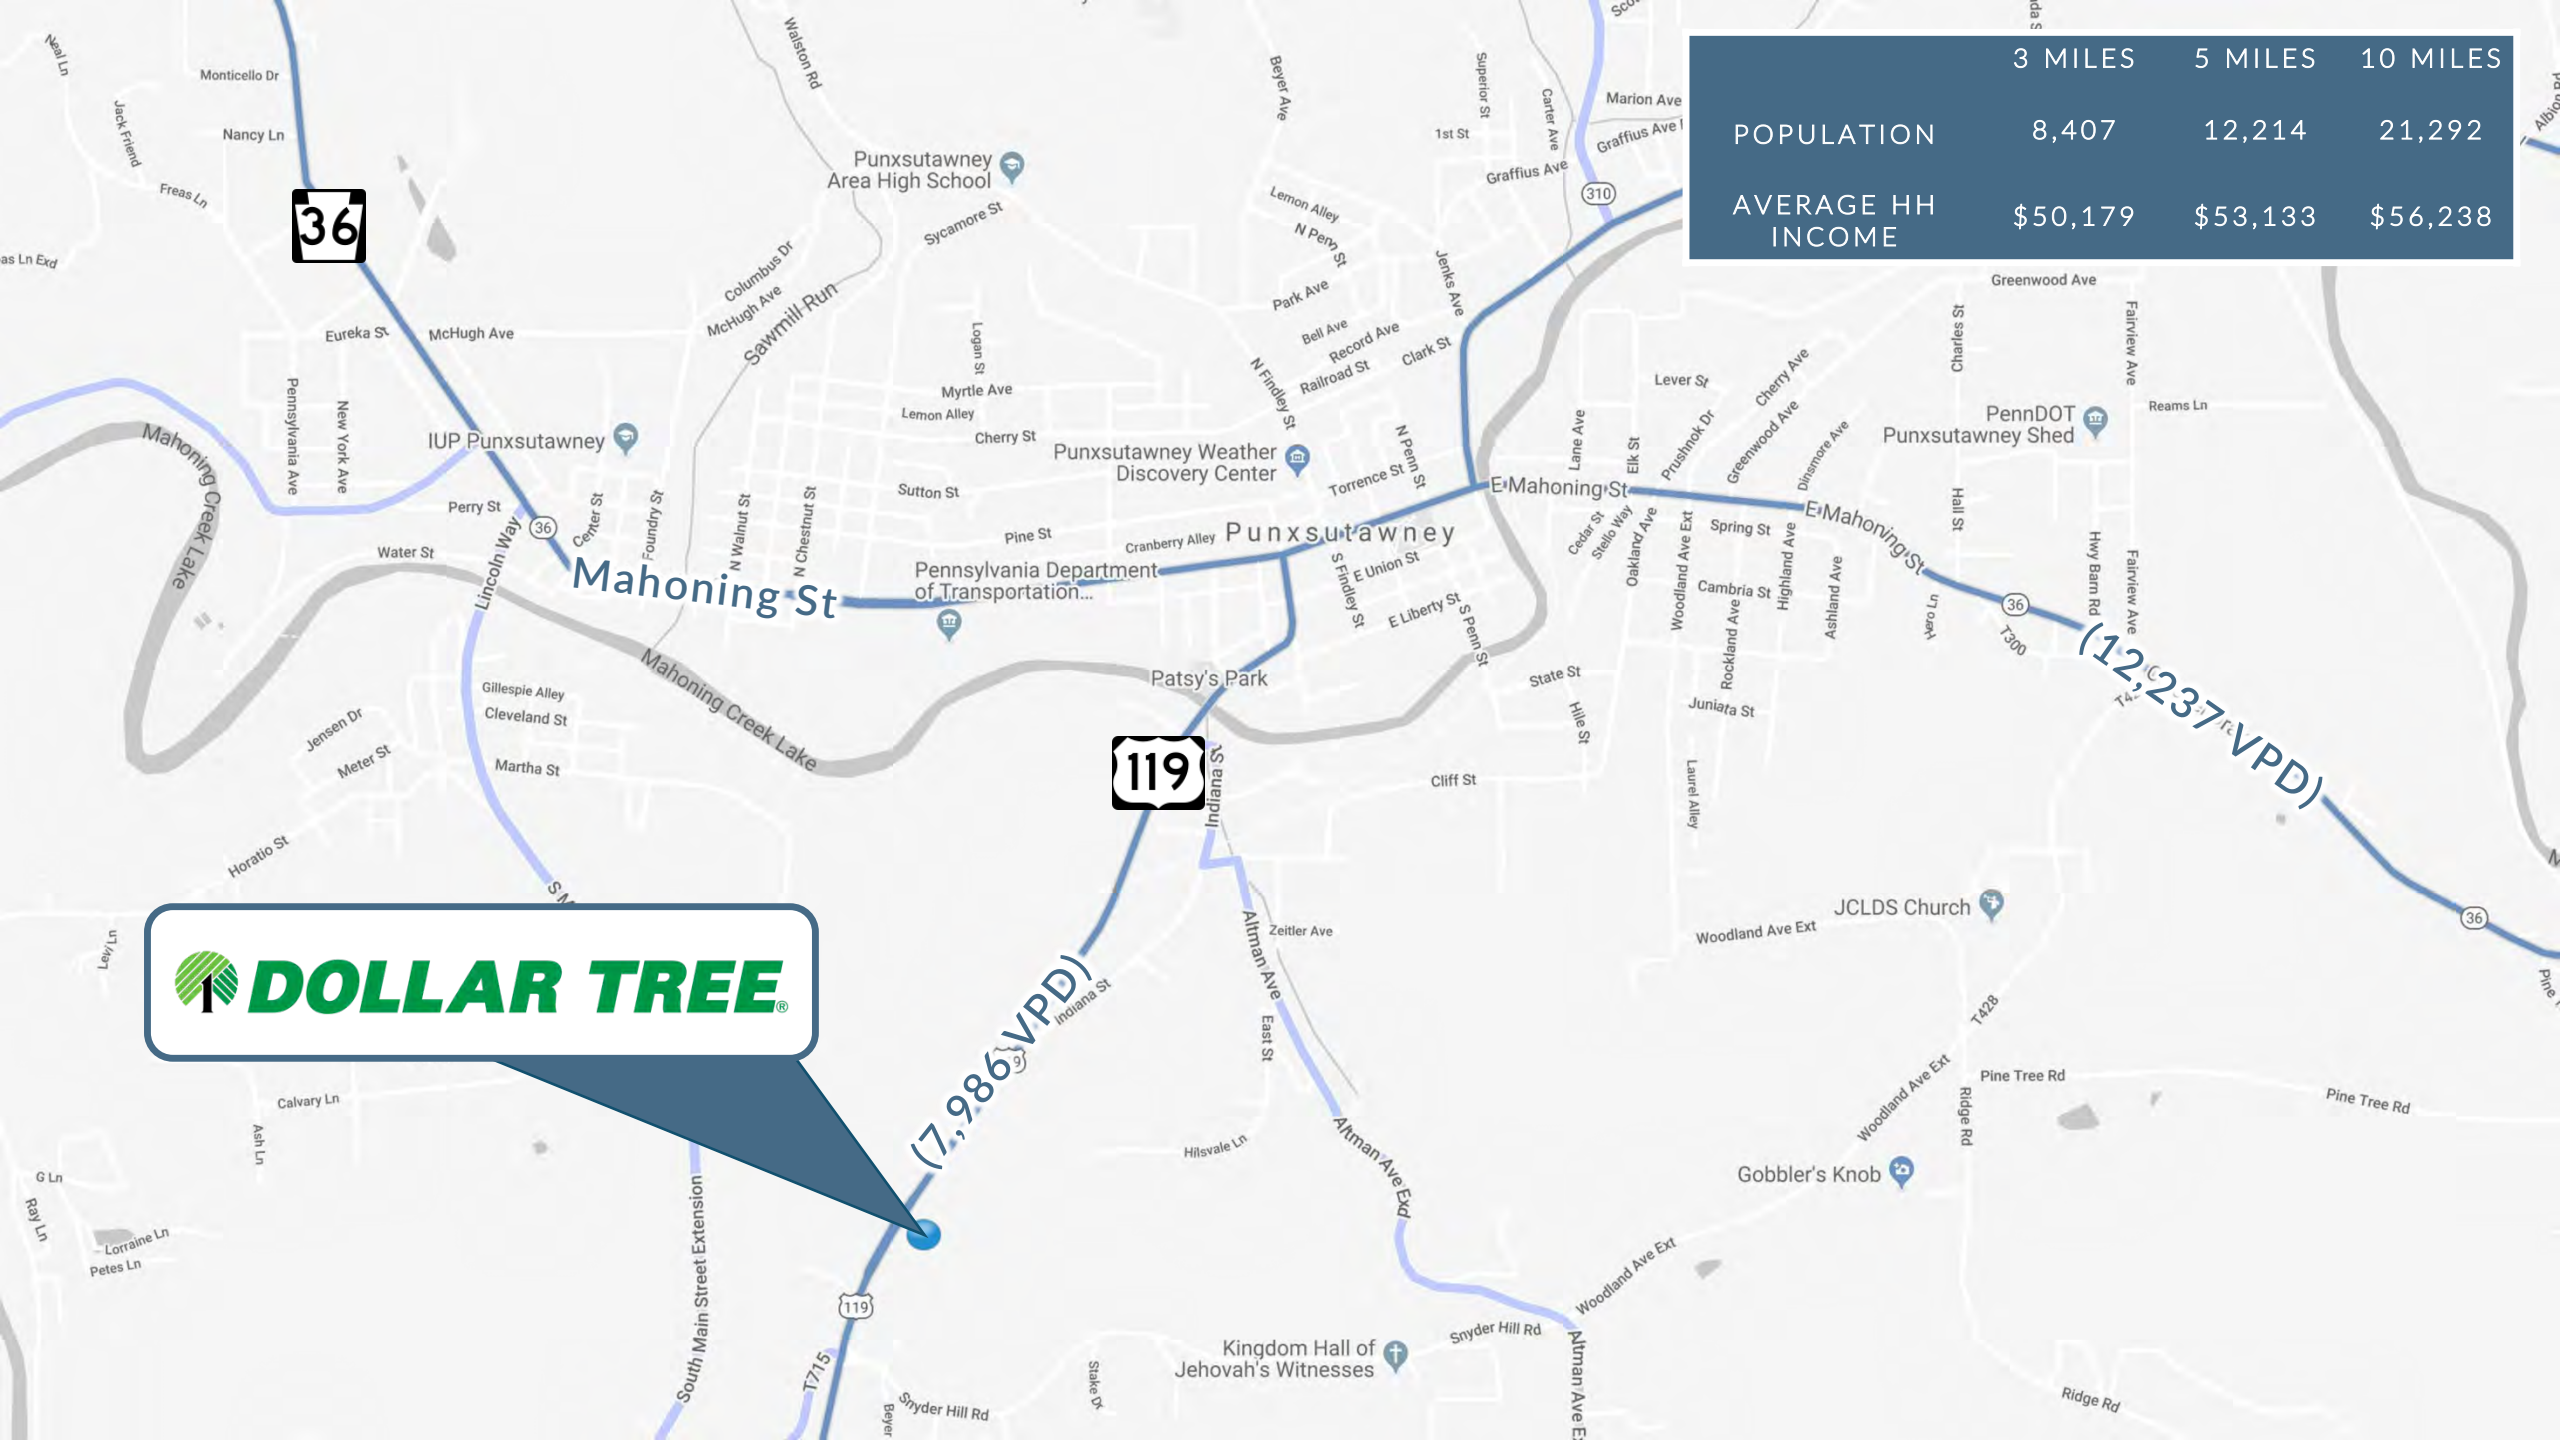 3 MILES 5 MILES 10 MILES
POPULATION 8,407 12,214 21,292
AVERAGE HH
INCOME
$50,179 $53,133 $56,238
Neal Ln
Monticello Dr
Jack Friend
Nancy Ln
Freas Ln
as Ln Exd
36
Walston Rd
Punxsutawney
Area High School
Sycamore St
Columbus Dr
McHugh Ave
Sawmill Run
Beyer Ave
Superior St
Carter Ave
Marion Ave
Graffius Ave
1st St
Graffius Ave
310
Lemon Alley
N Penn St
Jenks Ave
Park Ave
Bell Ave
Record Ave
Railroad St
Clark St
N Findley St
Greenwood Ave
Charles St
Fairview Ave
Eureka St
McHugh Ave
Logan St
Myrtle Ave
Lemon Alley
Cherry St
Pennsylvania Ave
New York Ave
IUP Punxsutawney
Mahoning Creek Lake
Perry St
36
Center St
Foundry St
N Walnut St
N Chestnut St
Sutton St
Pine St
Punxsutawney Weather
Discovery Center
Torrence St
N Penn St
Lever St
Cherry Ave
Lane Ave
Elk St
Prushnok Dr
Greenwood Ave
Dinsmore Ave
PennDOT
Punxsutawney Shed
Reams Ln
E Mahoning St
E Mahoning St
Cranberry Alley
Punxsutawney
Water St
Lincoln Way
Mahoning St
Pennsylvania Department
of Transportation...
S Findley St
E Union St
E Liberty St
S Penn St
Cedar St
Stello Way
Oakland Ave
Woodland Ave Ext
Spring St
Highland Ave
Cambria St
Rockland Ave
Ashland Ave
Hall St
Hwy Barn Rd
Fairview Ave
Aero Ln
36
T300
(12,237 VPD)
Mahoning Creek Lake
Patsy's Park
State St
Hile St
Juniata St
Gillespie Alley
Cleveland St
Jensen Dr
Meter St
Martha St
119
Indiana St
Cliff St
Laurel Alley
Horatio St
S M
Levi Ln
DOLLAR TREE®
Altman Ave
Zeitler Ave
Woodland Ave Ext
JCLDS Church
36
(7,986 VPD)
Indiana St
East St
T428
Calvary Ln
Ash Ln
Hilsvale Ln
Altman Ave Exd
Woodland Ave Ext
Pine Tree Rd
Ridge Rd
Pine Tree Rd
G Ln
Ray Ln
Lorraine Ln
Petes Ln
Gobbler's Knob
South Main Street Extension
119
T715
Woodland Ave Ext
Snyder Hill Rd
Kingdom Hall of
Jehovah's Witnesses
Altman Ave E
Stake Dr
Snyder Hill Rd
Beyer
Ridge Rd